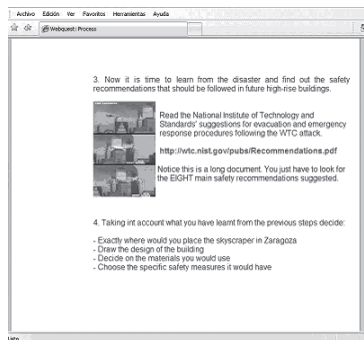 Archivo Edición Ver Favoritos Herramientas Ayuda
Webquest: Process
3. Now it is time to learn from the disaster and find out the safety
recommendations that should be followed in future high-rise buildings.
Read the National Institute of Technology and
Standards' suggestions for evacuation and emergency
response procedures following the WTC attack.
http://wtc.nist.gov/pubs/Recommendations.pdf
Notice this is a long document. You just have to look for
the EIGHT main safety recommendations suggested.
4. Taking int account what you have learnt from the previous steps decide:
- Exactly where would you place the skyscraper in Zaragoza
- Draw the design of the building
- Decide on the materials you would use
- Choose the specific safety measures it would have
Listo